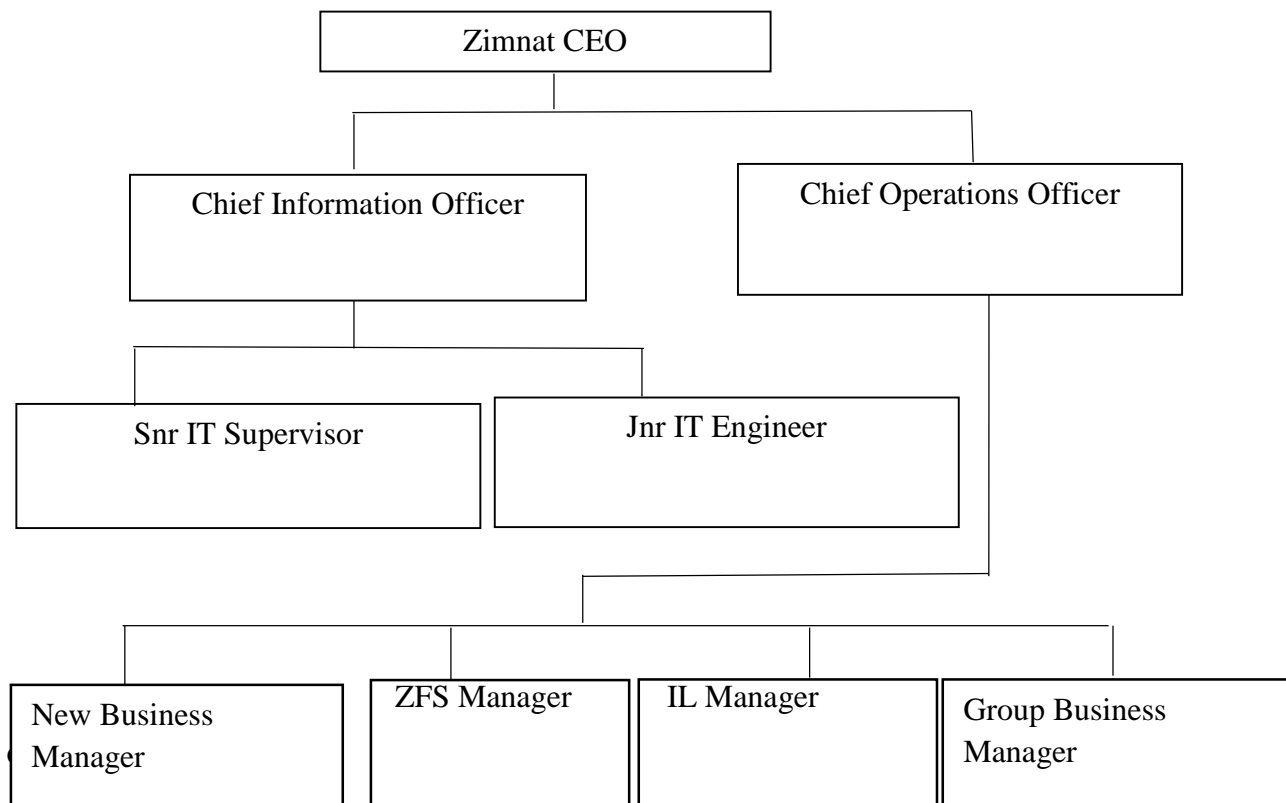 Zimnat CEO
Chief Information Officer
Chief Operations Officer
Snr IT Supervisor
Jnr IT Engineer
New Business
Manager
ZFS Manager
IL Manager
Group Business
Manager